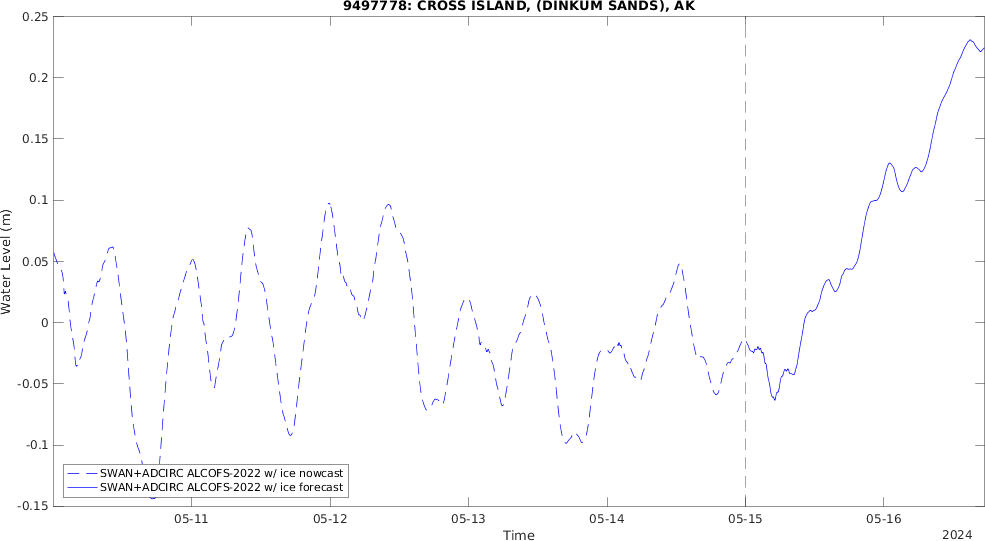 9497778: CROSS ISLAND, (DINKUM SANDS), AK
Water Level (m)
0.25
0.2
0.15
0.1
0.05
0
-0.05
-0.1
-0.15
SWAN+ADCIRC ALCOFS-2022 w/ ice nowcast
SWAN+ADCIRC ALCOFS-2022 w/ ice forecast
05-11 05-12 05-13 05-14 05-15 05-16
Time
2024